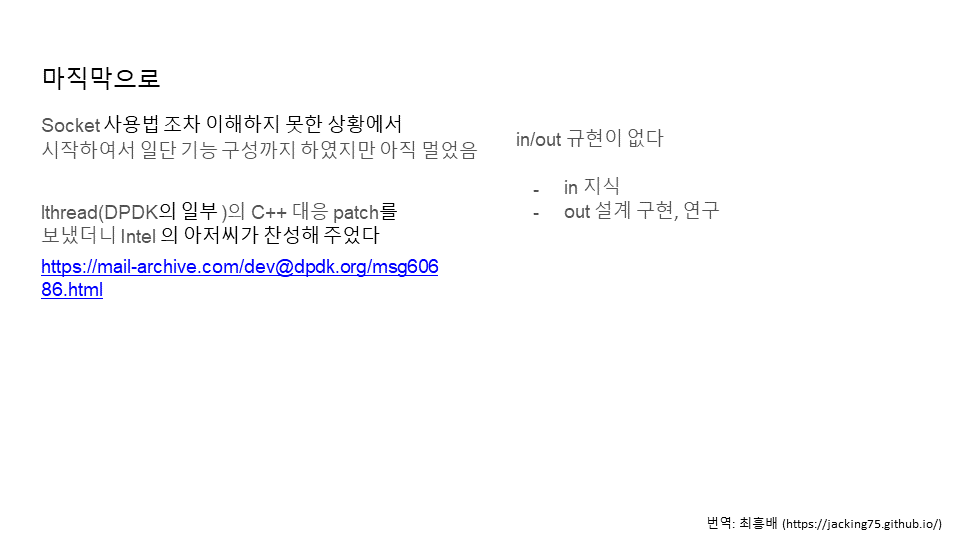 마직막으로
Socket 사용법 조차 이해하지 못한 상황에서
시작하여서 일단 기능 구성까지 하였지만 아직 멀었음
lthread(DPDK의 일부 )의 C++ 대응 patch를
보냈더니 Intel 의 아저씨가 찬성해 주었다
https://mail-archive.com/dev@dpdk.org/msg606
86.html
in/out 규현이 없다
- in 지식
- out 설계 구현, 연구
번역: 최흥배 (https://jacking75.github.io/)